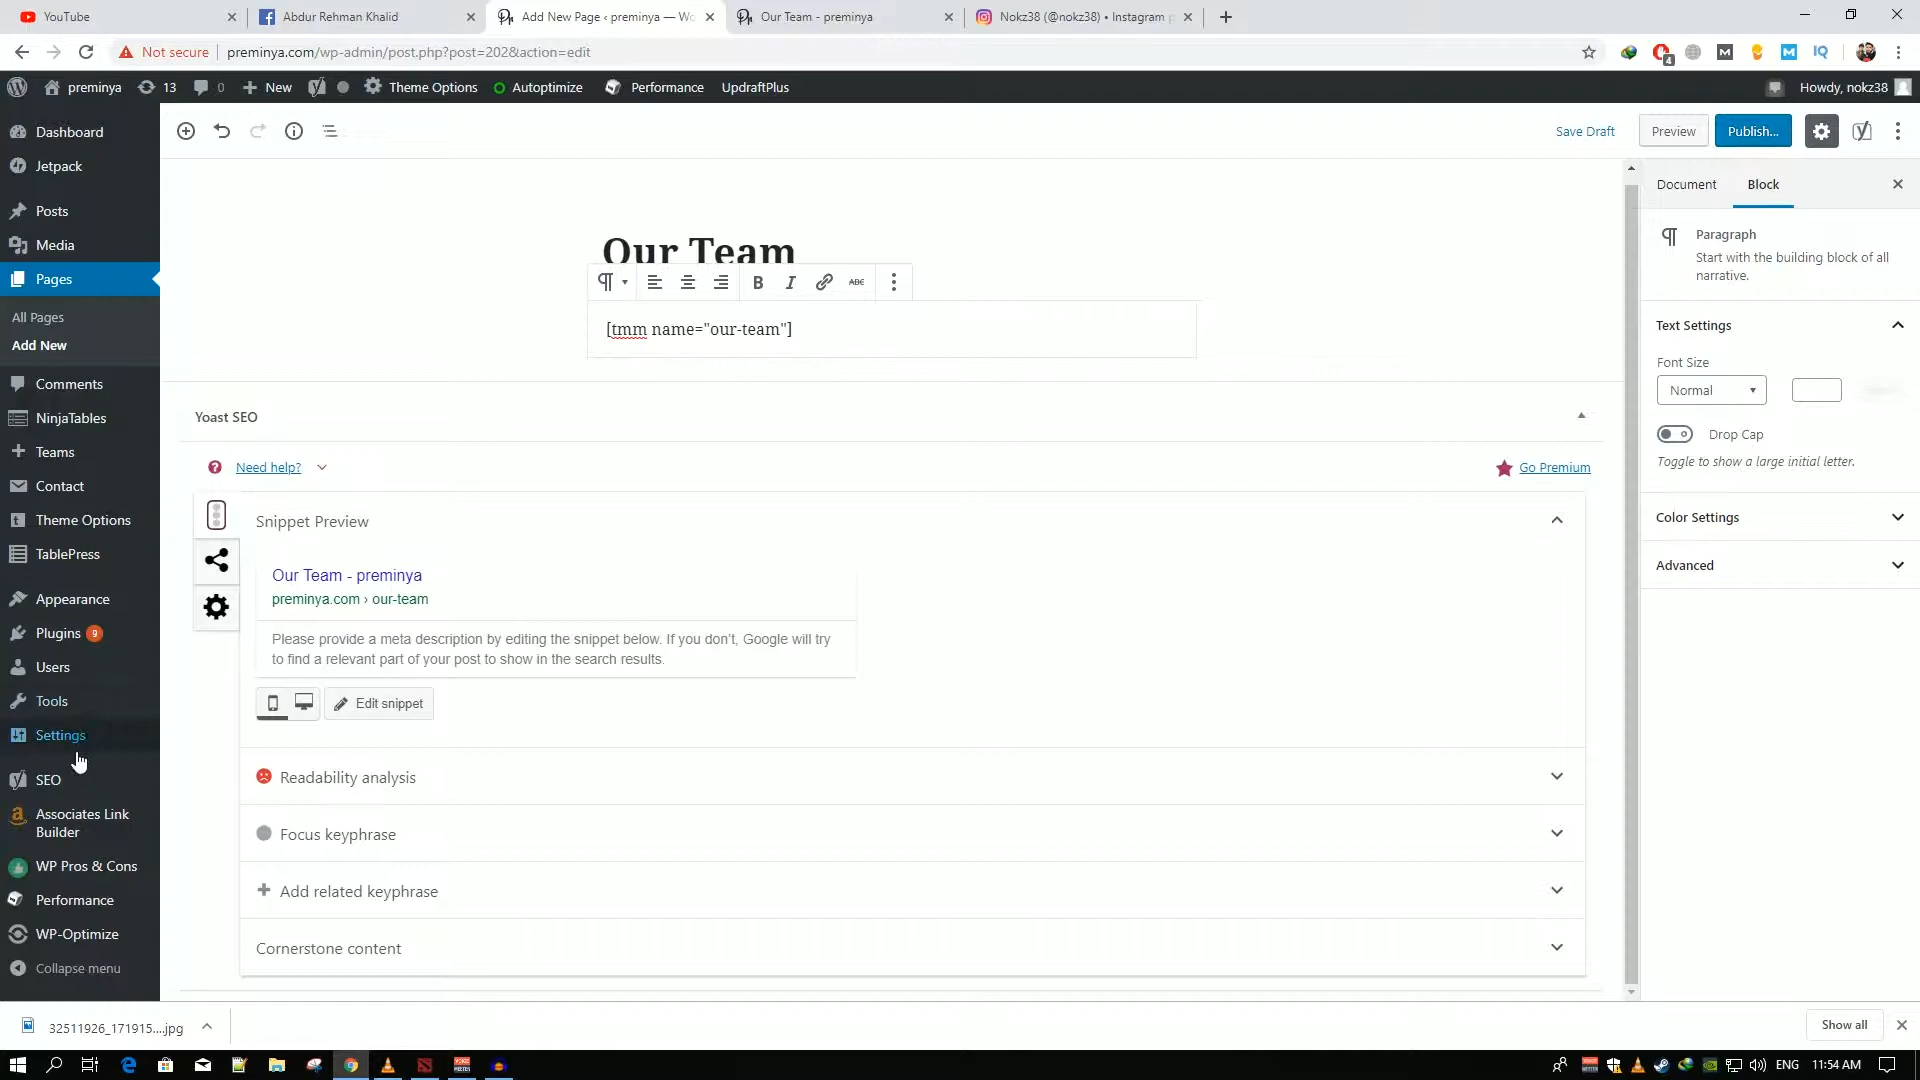 YouTube
Abdur Rehman Khalid
Add New Page ‹ preminya — Wo
Our Team - preminya
Nokz38 (@nokz38) • Instagram p
Not secure
preminya.com/wp-admin/post.php?post=202&action=edit
4
preminya
13
0
New
Theme Options
Autoptimize
Performance
UpdraftPlus
Howdy, nokz38
Dashboard
Jetpack
Posts
Media
Pages
All Pages
Add New
Comments
NinjaTables
Teams
Contact
Theme Options
TablePress
Appearance
Plugins 9
Users
Tools
Settings
SEO
Associates Link
Builder
WP Pros & Cons
Performance
WP-Optimize
Collapse menu
Save Draft
Preview
Publish...
Our Team
B
I
ABC
[tmm name="our-team"]
Yoast SEO
Need help?
Go Premium
Snippet Preview
Our Team - preminya
preminya.com › our-team
Please provide a meta description by editing the snippet below. If you don't, Google will try
to find a relevant part of your post to show in the search results.
Edit snippet
Readability analysis
Focus keyphrase
Add related keyphrase
Cornerstone content
Document
Block
Paragraph
Start with the building block of all
narrative.
Text Settings
Font Size
Normal
Drop Cap
Toggle to show a large initial letter.
Color Settings
Advanced
32511926_171915....jpg
Show all
ENG
11:54 AM